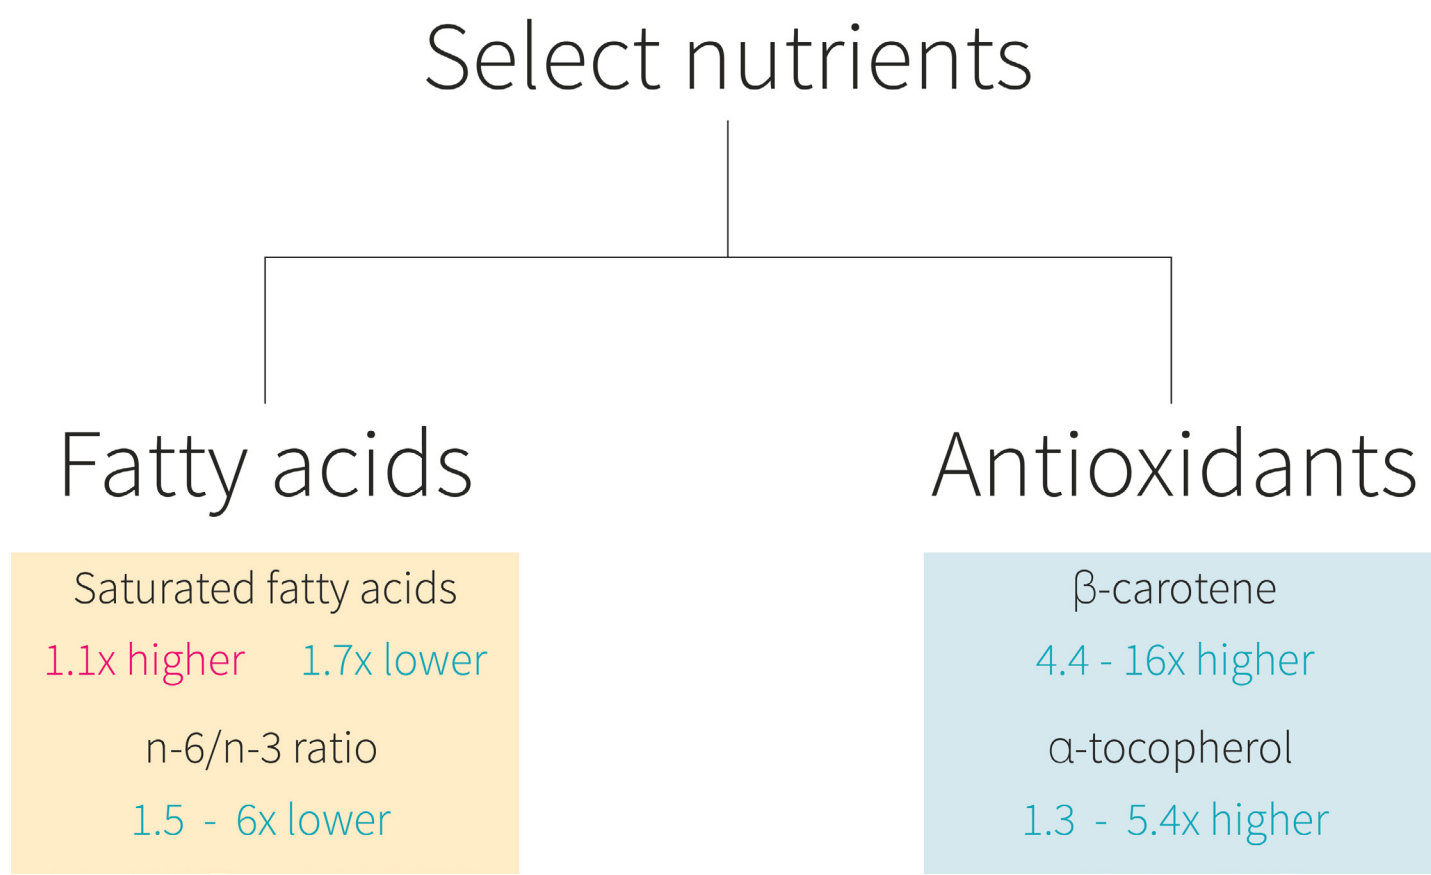 Select nutrients
Fatty acids
Saturated fatty acids
1.1x higher 1.7x lower
n-6/n-3 ratio
1.5 - 6x lower
Antioxidants
β-carotene
4.4 - 16x higher
α-tocopherol
1.3 - 5.4x higher